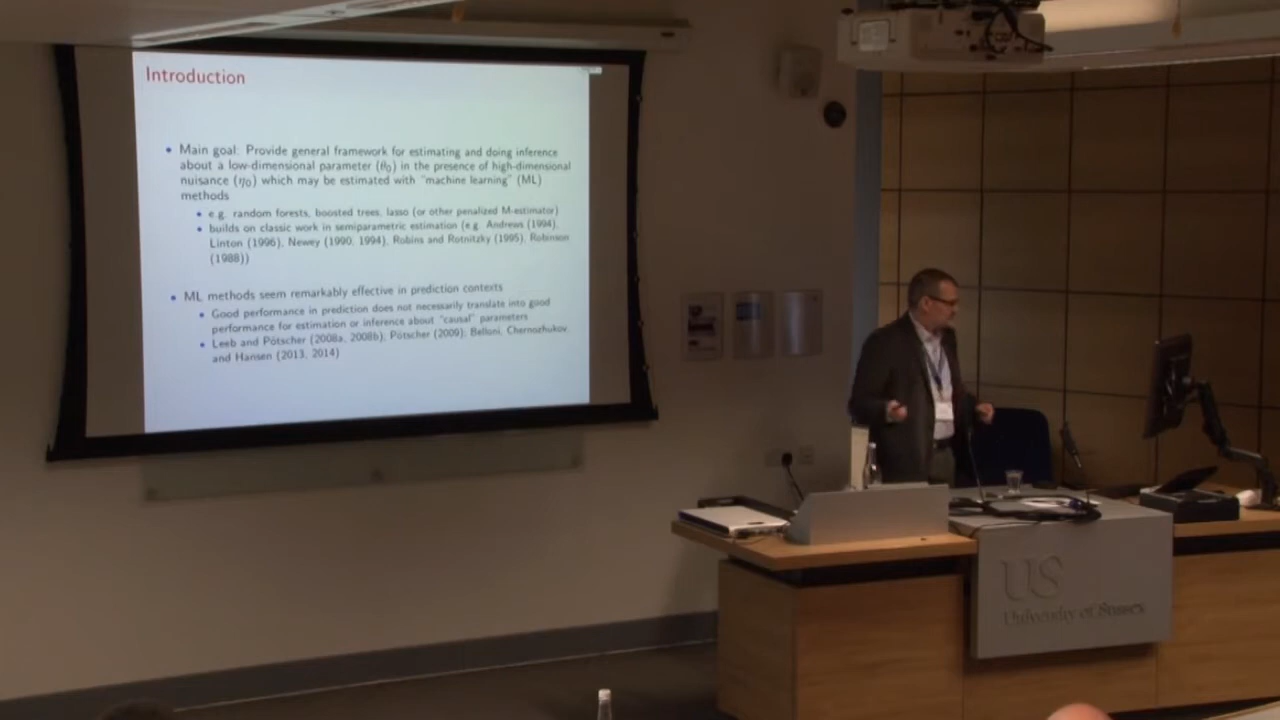 Introduction
Main goal: Provide general framework for estimating and doing inference
about a low-dimensional parameter (θ₀) in the presence of high-dimensional
nuisance (η₀) which may be estimated with "machine learning" (ML)
methods
e.g. random forests, boosted trees, lasso (or other penalized M-estimator)
builds on classic work in semiparametric estimation (e.g. Andrews (1994),
Linton (1996), Newey (1990, 1994), Robins and Rotnitzky (1995), Robinson
(1988))
ML methods seem remarkably effective in prediction contexts
Good performance in prediction does not necessarily translate into good
performance for estimation or inference about "causal" parameters
Leeb and Pötscher (2008a, 2008b); Pötscher (2009); Belloni, Chernozhukov,
and Hansen (2013, 2014)
US
University of Sussex